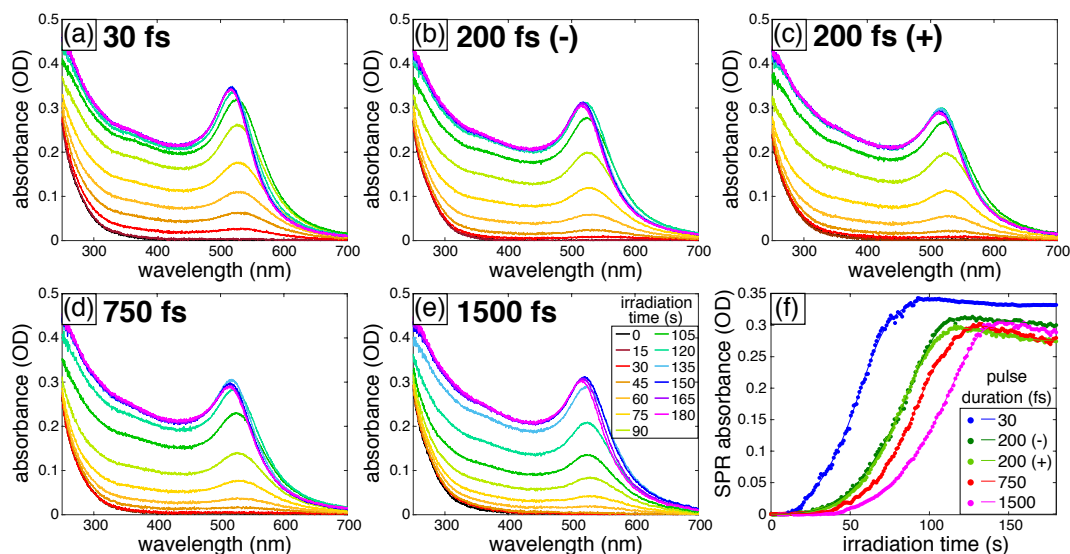 (a) 30 fs
absorbance (OD)
0.5
0.4
0.3
0.2
0.1
0
300 400 500 600 700
wavelength (nm)
(b) 200 fs (-)
absorbance (OD)
0.5
0.4
0.3
0.2
0.1
0
300 400 500 600 700
wavelength (nm)
(c) 200 fs (+)
absorbance (OD)
0.5
0.4
0.3
0.2
0.1
0
300 400 500 600 700
wavelength (nm)
(d) 750 fs
absorbance (OD)
0.5
0.4
0.3
0.2
0.1
0
300 400 500 600 700
wavelength (nm)
(e) 1500 fs
absorbance (OD)
0.5
0.4
0.3
0.2
0.1
0
300 400 500 600 700
wavelength (nm)
irradiation
time (s)
0 105
15 120
30 135
45 150
60 165
75 180
90
(f)
SPR absorbance (OD)
0.35
0.3
0.25
0.2
0.15
0.1
0.05
0
0 50 100 150
irradiation time (s)
pulse
duration (fs)
30
200 (-)
200 (+)
750
1500